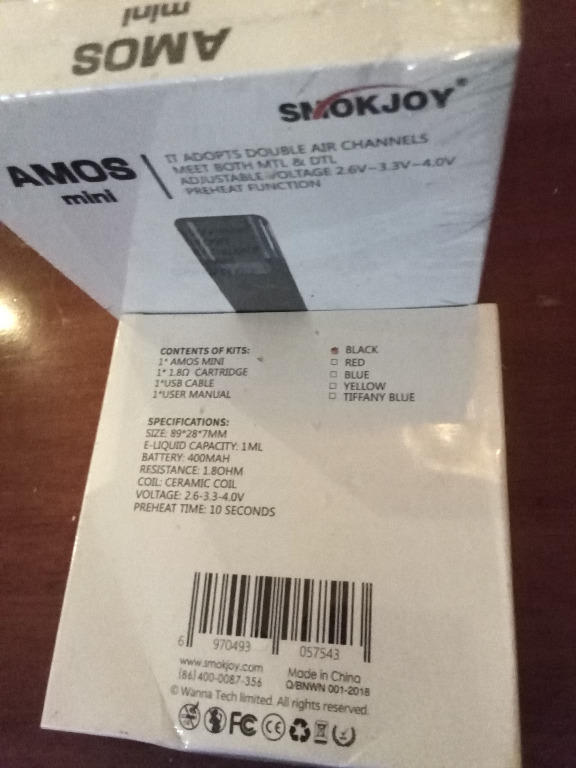 AMOS
mini
SMOKJOY®
AMOS
mini
IT ADOPTS DOUBLE AIR CHANNELS
MEET BOTH MTL & DTL
ADJUSTABLE VOLTAGE 2.6V-3.3V-4.0V
PREHEAT FUNCTION
CONTENTS OF KITS:
1* AMOS MINI
1* 1.8Ω CARTRIDGE
1*USB CABLE
1*USER MANUAL
BLACK
RED
BLUE
YELLOW
TIFFANY BLUE
SPECIFICATIONS:
SIZE: 89*28*7MM
E-LIQUID CAPACITY: 1ML
BATTERY: 400MAH
RESISTANCE: 1.8OHM
COIL: CERAMIC COIL
VOLTAGE: 2.6-3.3-4.0V
PREHEAT TIME: 10 SECONDS
6 970493 057543
www.smokjoy.com
(86)400-0087-356
Made in China
Q/BNWN 001-2018
© Wanna Tech limited. All rights reserved.
FC CE